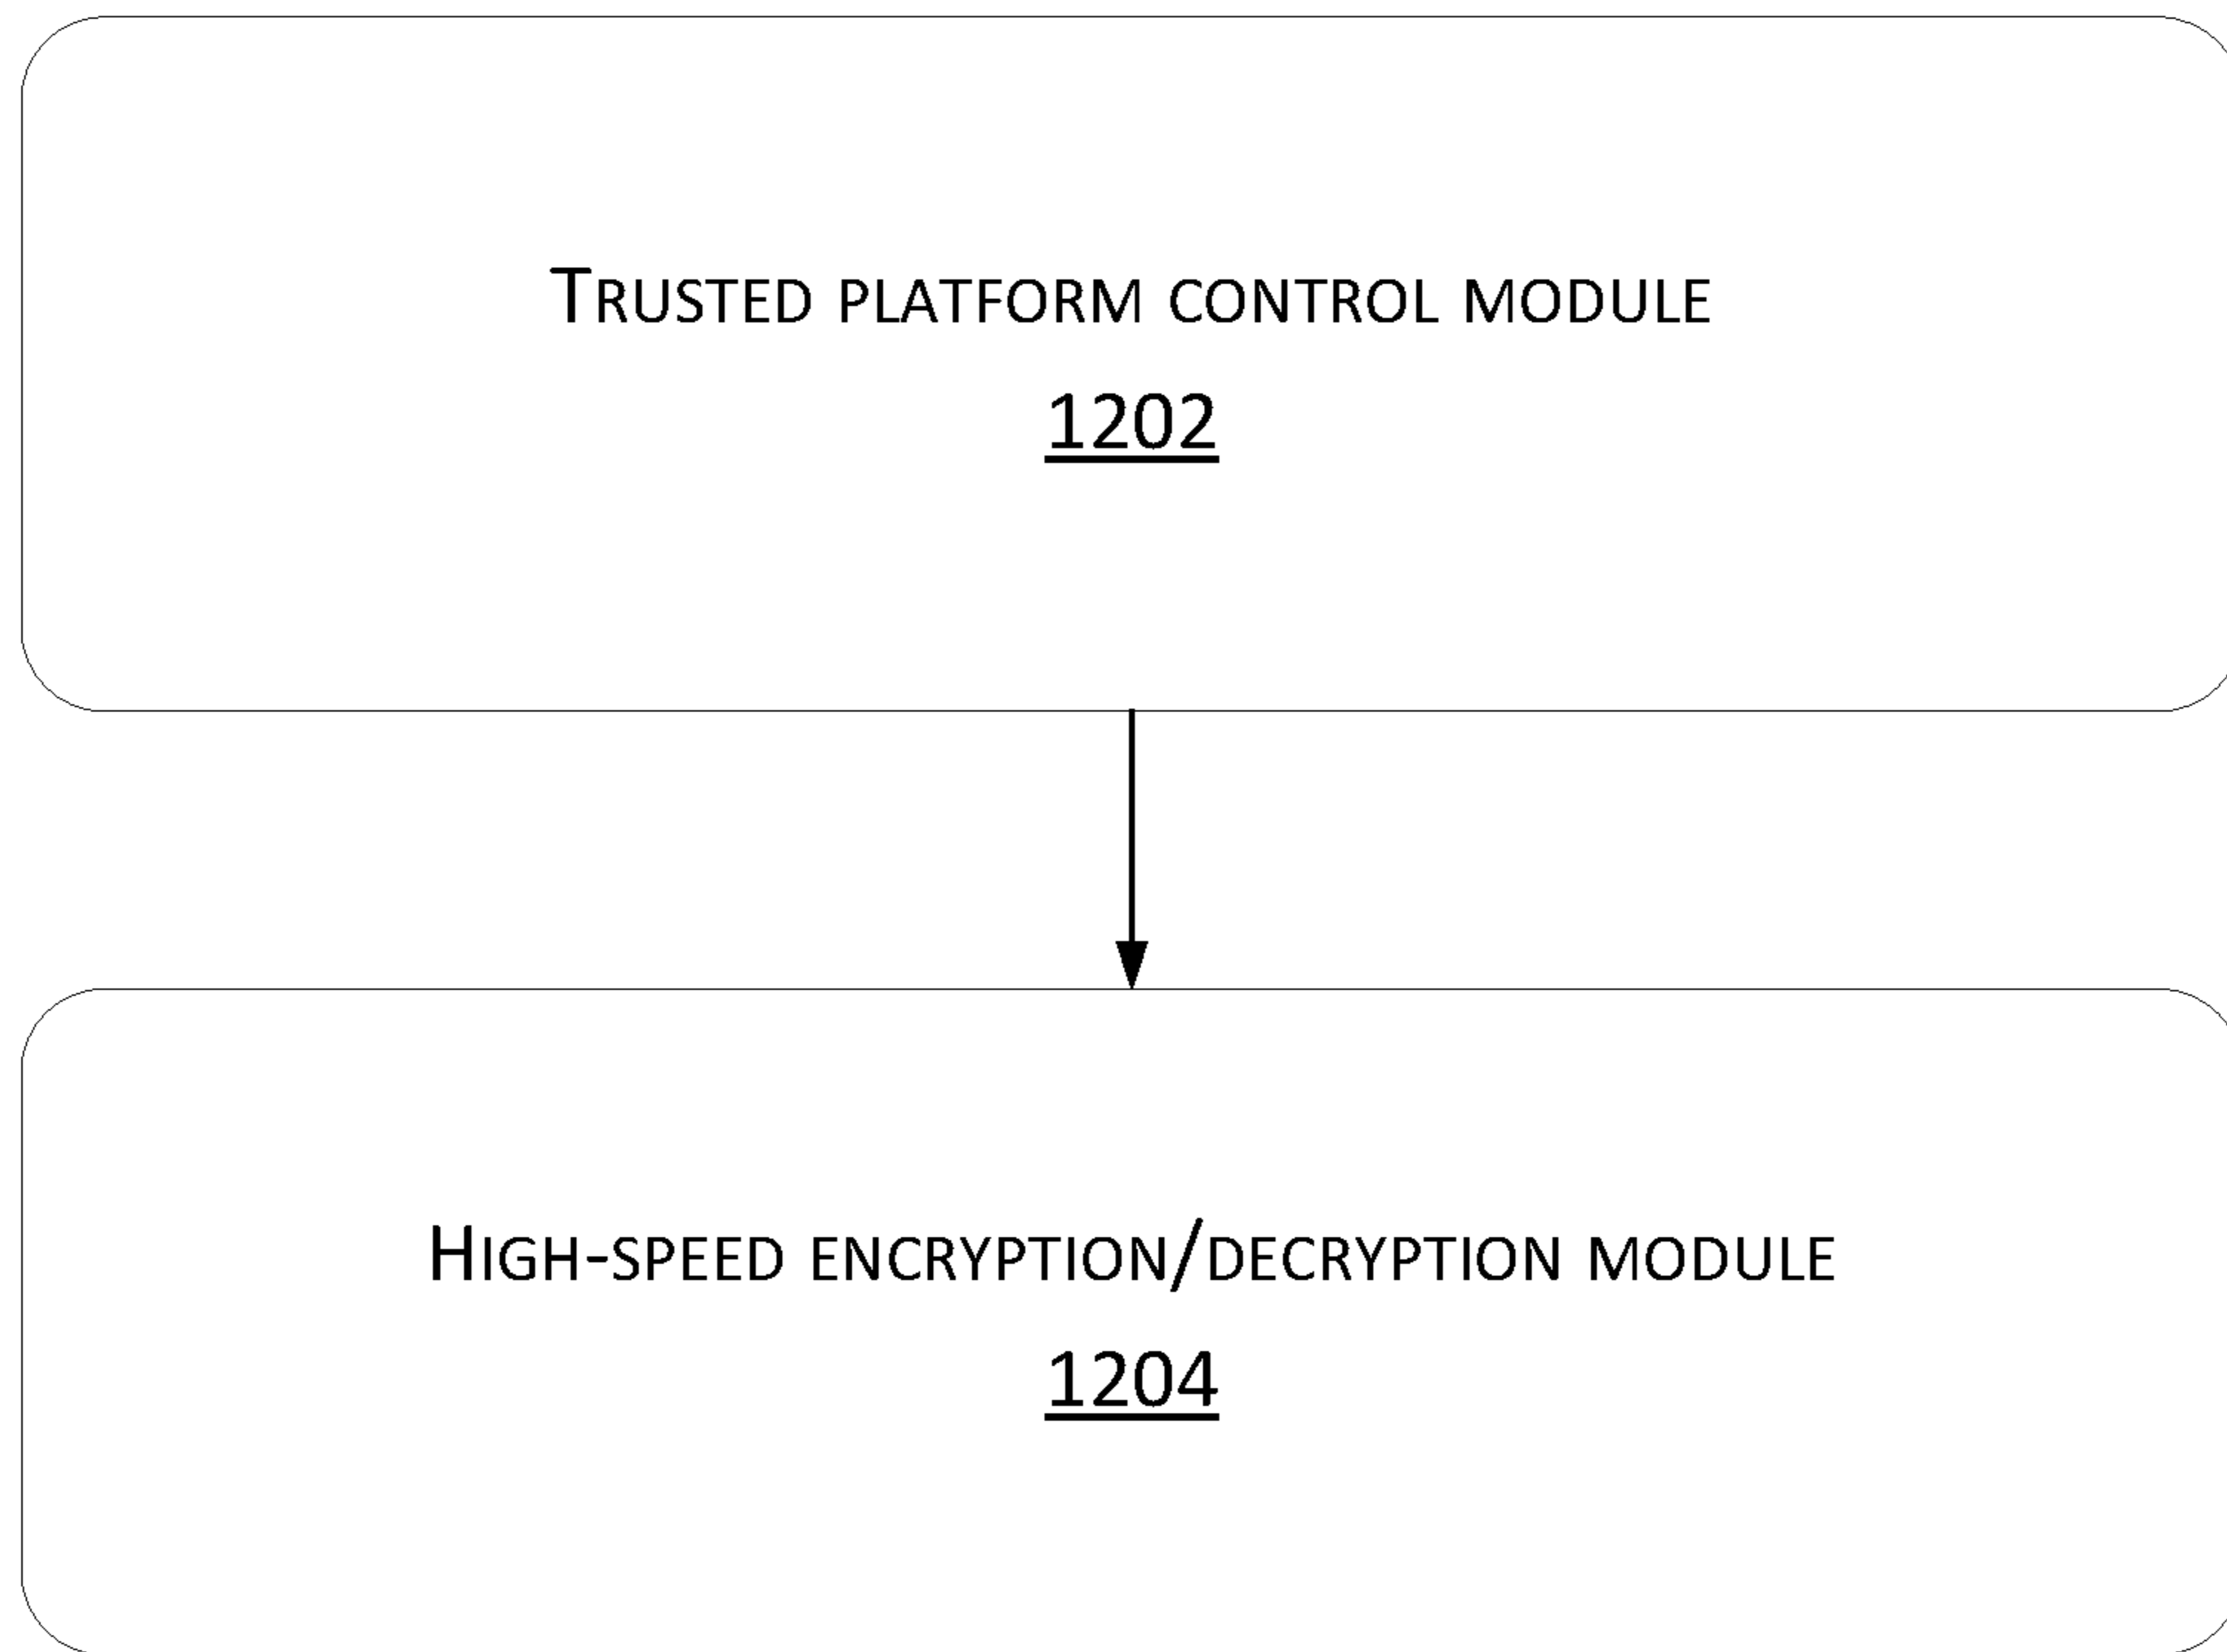 Trusted platform control module
1202
High-speed encryption/decryption module
1204